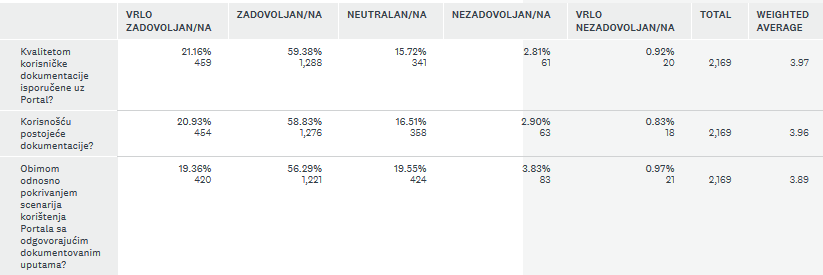 VRLO ZADOVOLJAN/NA ZADOVOLJAN/NA NEUTRALAN/NA NEZADOVOLJAN/NA VRLO NEZADOVOLJAN/NA TOTAL WEIGHTED AVERAGE
Kvalitetom 21.16% 59.38% 15.72% 2.81% 0.92%
korisničke 459 1,288 341 61 20 2,169 3.97
dokumentacije
isporučene uz
Portal?
Korisnošću 20.93% 58.83% 16.51% 2.90% 0.83%
postojeće 454 1,276 358 63 18 2,169 3.96
dokumentacije?
Obimom 19.36% 56.29% 19.55% 3.83% 0.97%
odnosno 420 1,221 424 83 21 2,169 3.89
pokrivanjem
scenarija
korištenja
Portala sa
odgovorajućim
dokumentovanim
uputama?